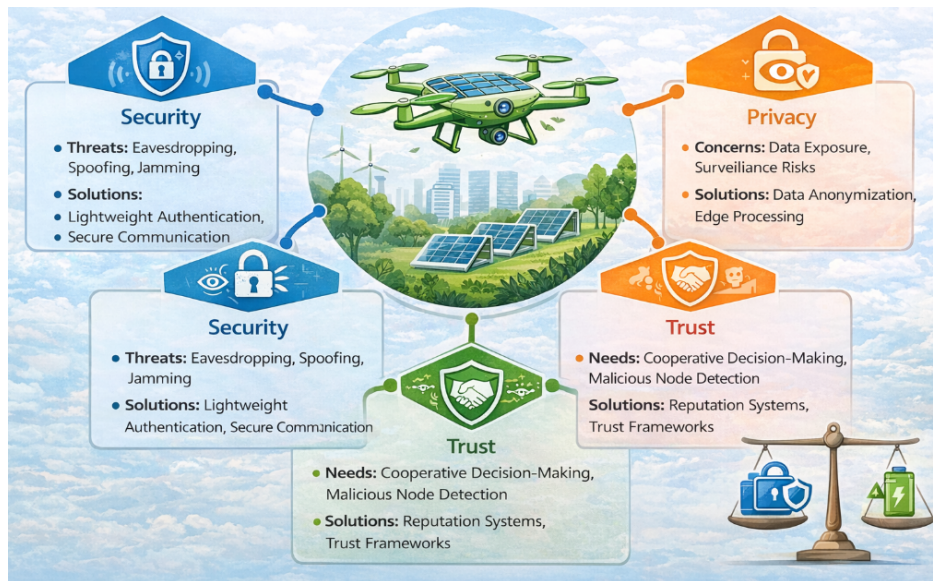 Security
• Threats: Eavesdropping,
Spoofing, Jamming
• Solutions:
• Lightweight Authentication,
• Secure Communication
Privacy
• Concerns: Data Exposure,
Surveiliance Risks
• Solutions: Data Anonymization,
Edge Processing
Security
• Threats: Eavesdropping, Spoofing,
Jamming
• Solutions: Lightweight
Authentication, Secure Communication
Trust
• Needs: Cooperative Decision-Making,
Malicious Node Detection
Solutions: Reputation Systems,
Trust Frameworks
Trust
• Needs: Cooperative Decision-Making,
Malicious Node Detection
• Solutions: Reputation Systems,
Trust Frameworks